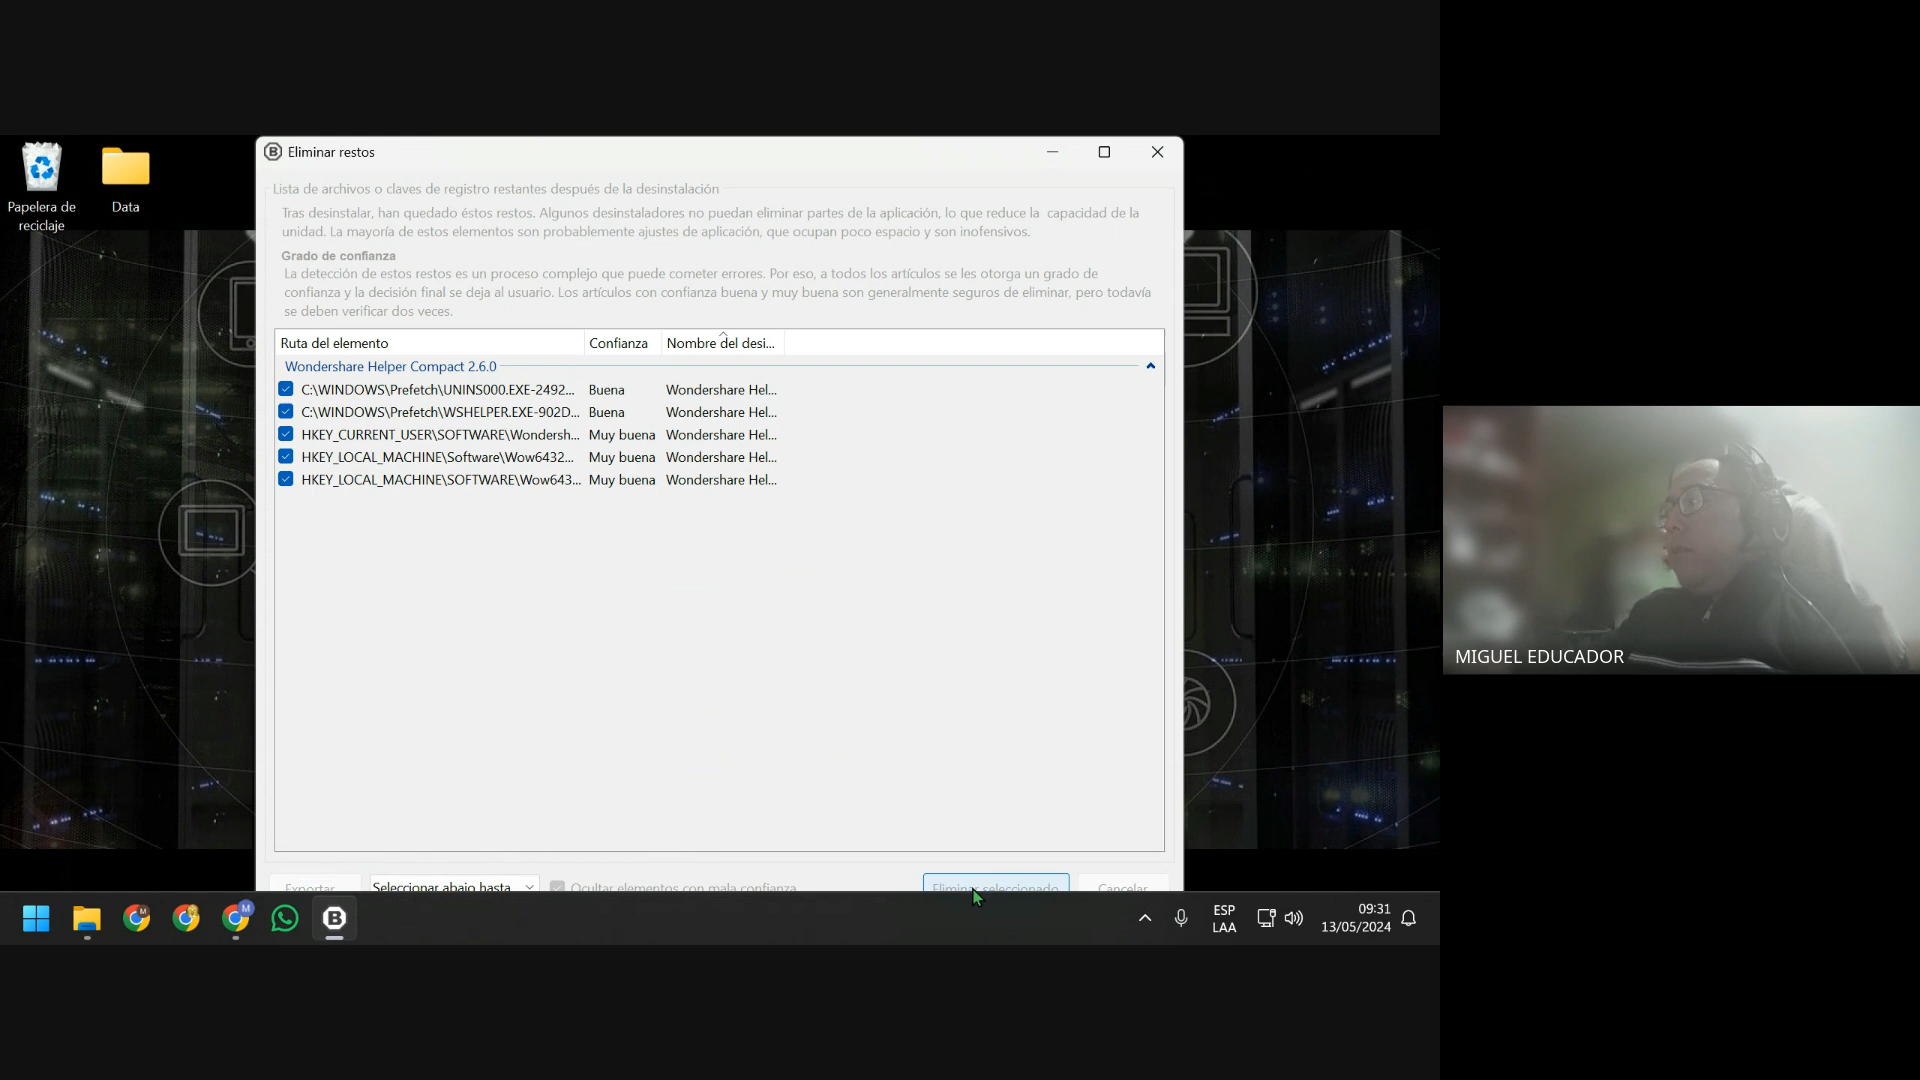 Eliminar restos
Papelera de
reciclaje
Data
Lista de archivos o claves de registro restantes después de la desinstalación
Tras desinstalar, han quedado éstos restos. Algunos desinstaladores no puedan eliminar partes de la aplicación, lo que reduce la capacidad de la
unidad. La mayoría de estos elementos son probablemente ajustes de aplicación, que ocupan poco espacio y son inofensivos.
Grado de confianza
La detección de estos restos es un proceso complejo que puede cometer errores. Por eso, a todos los artículos se les otorga un grado de
confianza y la decisión final se deja al usuario. Los artículos con confianza buena y muy buena son generalmente seguros de eliminar, pero todavía
se deben verificar dos veces.
Ruta del elemento Confianza Nombre del desi...
Wondershare Helper Compact 2.6.0
C:\WINDOWS\Prefetch\UNINS000.EXE-2492... Buena Wondershare Hel...
C:\WINDOWS\Prefetch\WSHELPER.EXE-902D... Buena Wondershare Hel...
HKEY_CURRENT_USER\SOFTWARE\Wondersh... Muy buena Wondershare Hel...
HKEY_LOCAL_MACHINE\Software\Wow6432... Muy buena Wondershare Hel...
HKEY_LOCAL_MACHINE\SOFTWARE\Wow643... Muy buena Wondershare Hel...
Exportar Seleccionar abajo hasta Ocultar elementos con mala confianza Eliminar seleccionado Cancelar
MIGUEL EDUCADOR
ESP
LAA
09:31
13/05/2024